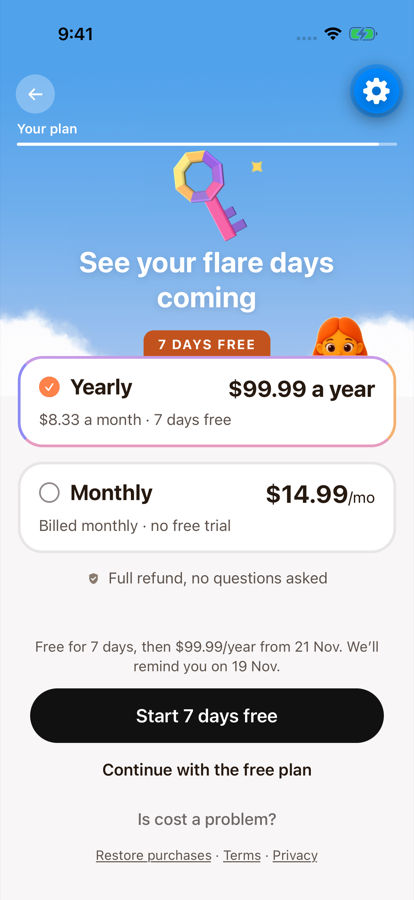 9:41
Your plan
See your flare days
coming
7 DAYS FREE
Yearly
$99.99 a year
$8.33 a month · 7 days free
Monthly
$14.99/mo
Billed monthly · no free trial
Full refund, no questions asked
Free for 7 days, then $99.99/year from 21 Nov. We’ll
remind you on 19 Nov.
Start 7 days free
Continue with the free plan
Is cost a problem?
Restore purchases · Terms · Privacy